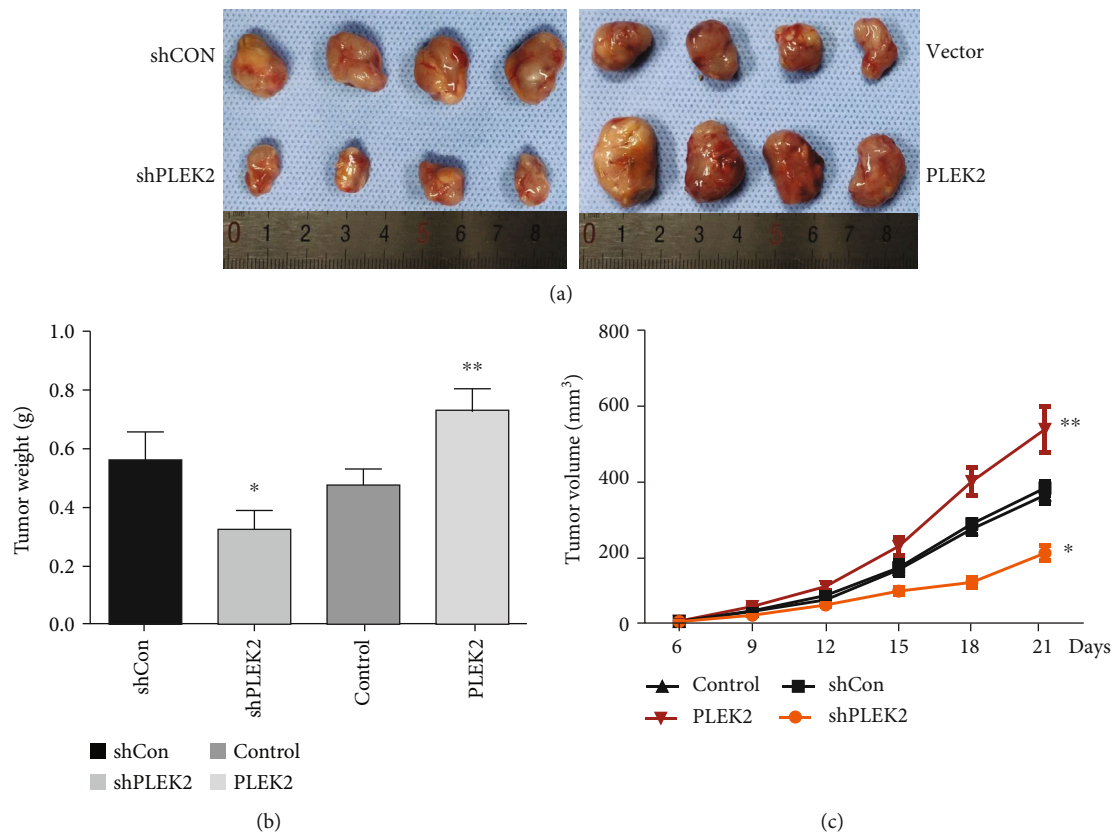 shCON
Vector
shPLEK2
PLEK2
0 1 2 3 4 5 6 7 8
0 1 2 3 4 5 6 7 8
(a)
Tumor weight (g)
1.0
0.8
0.6
0.4
0.2
0.0
*
**
shCon
shPLEK2
Control
PLEK2
shCon
Control
shPLEK2
PLEK2
(b)
Tumor volume (mm³)
800
600
400
200
0
**
*
6 9 12 15 18 21 Days
Control
shCon
PLEK2
shPLEK2
(c)